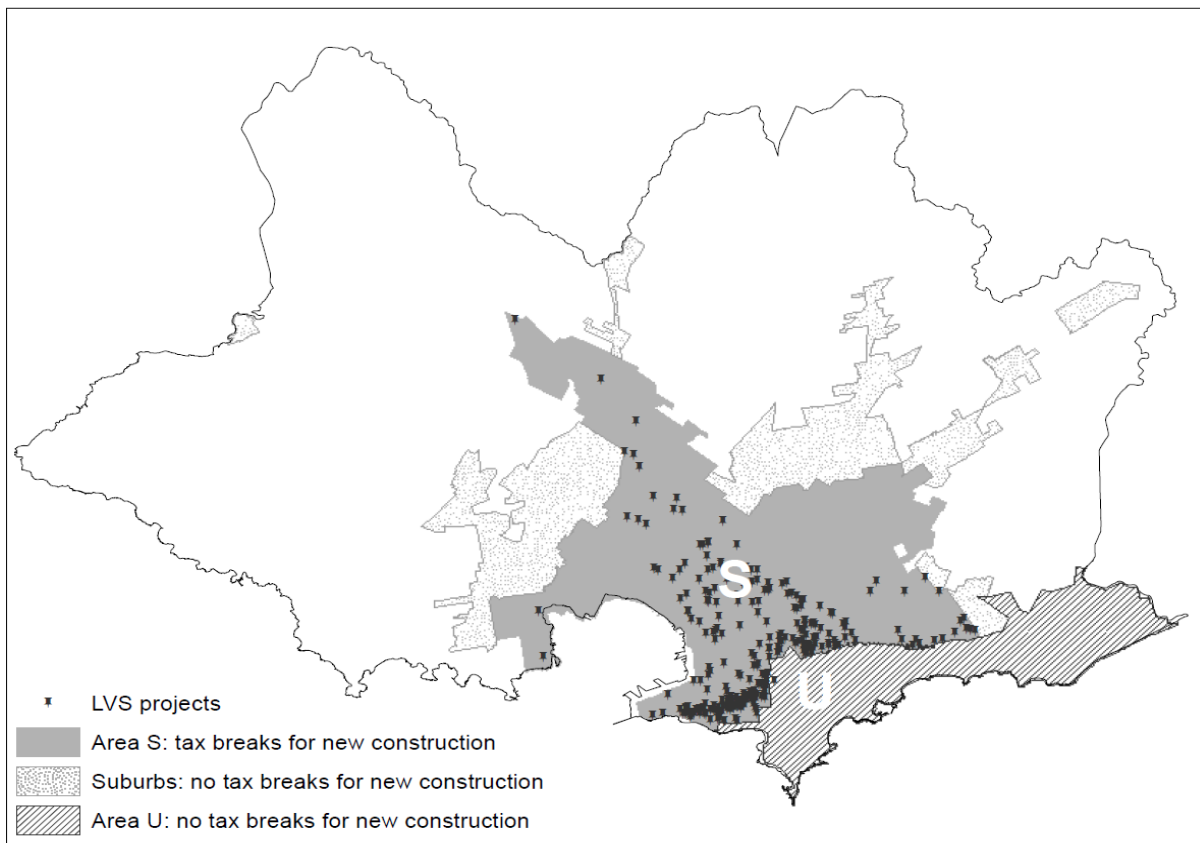 S
U
LVS projects
Area S: tax breaks for new construction
Suburbs: no tax breaks for new construction
Area U: no tax breaks for new construction